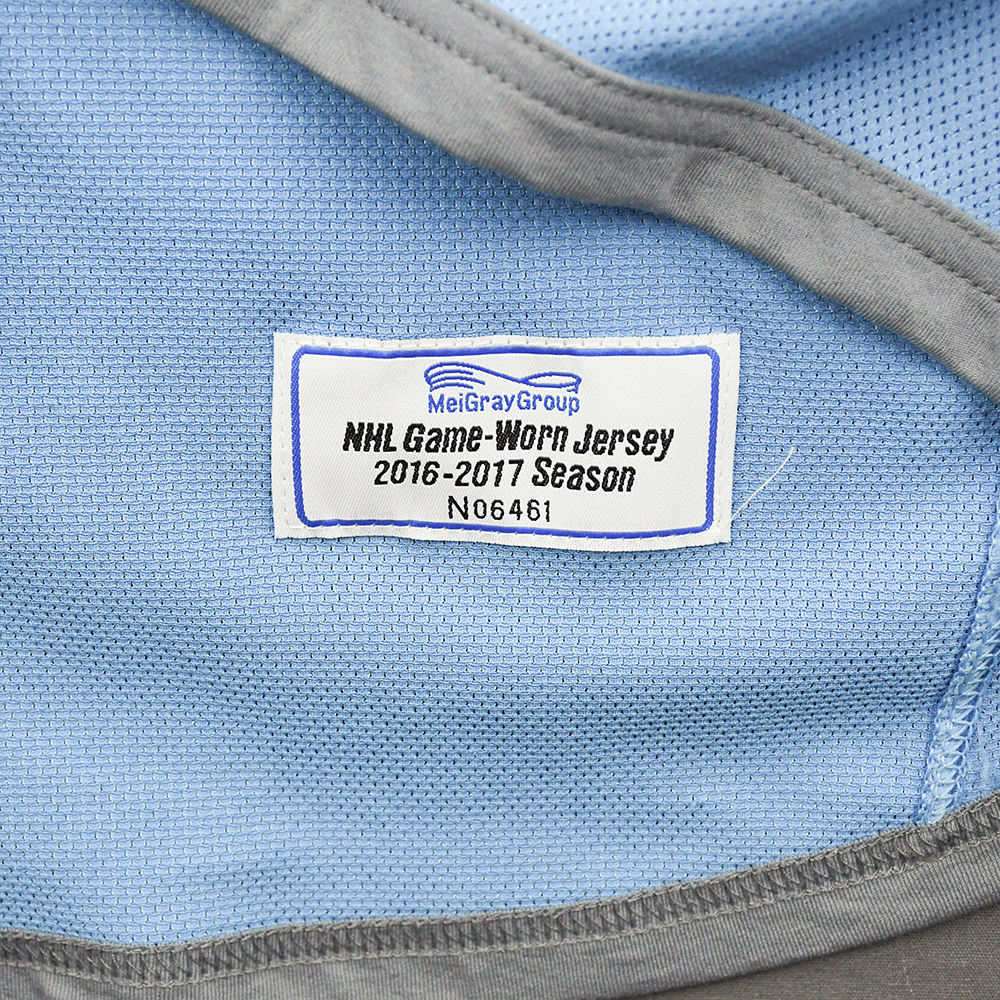 MeiGrayGroup
NHL Game-Worn Jersey
2016-2017 Season
N06461